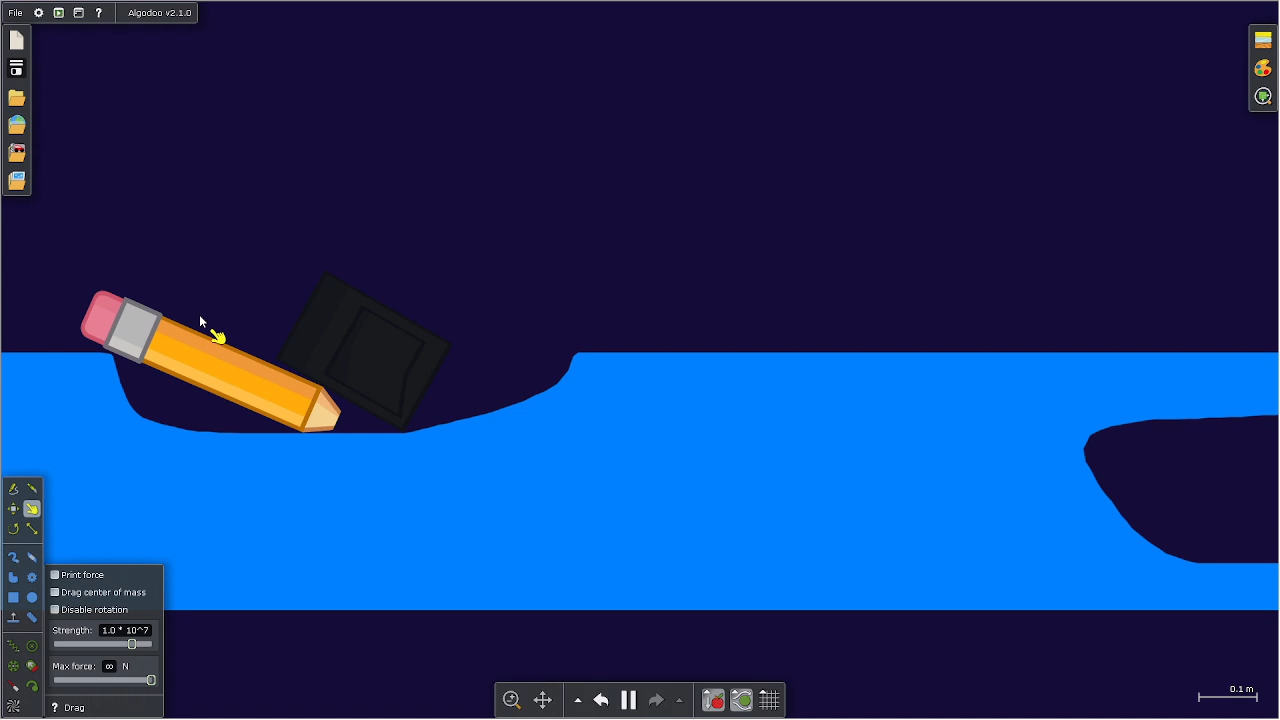 File ? Algodoo v2.1.0
Print force
Drag center of mass
Disable rotation
Strength: 1.0 * 10^7
Max force: ∞ N
? Drag
0.1 m